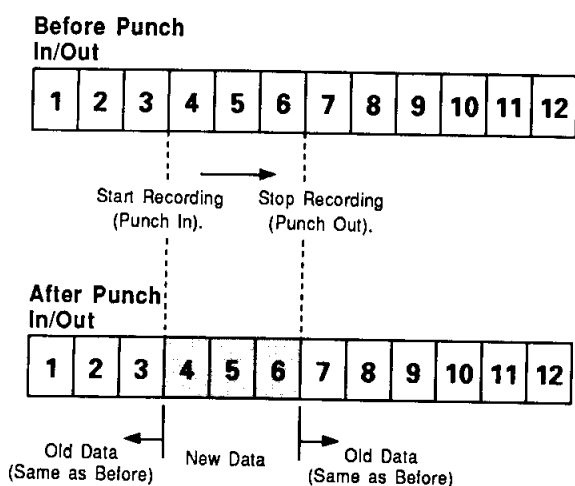 Before Punch
In/Out
1 2 3 4 5 6 7 8 9 10 11 12
Start Recording
(Punch In).
Stop Recording
(Punch Out).
After Punch
In/Out
1 2 3 4 5 6 7 8 9 10 11 12
Old Data
(Same as Before)
New Data
Old Data
(Same as Before)